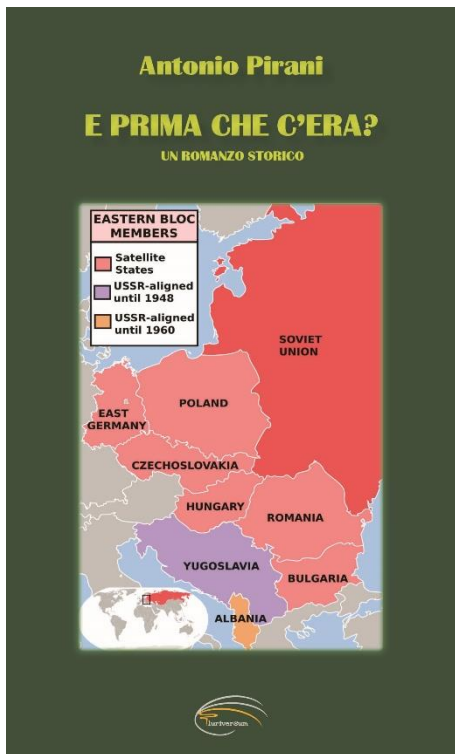 Antonio Pirani
E PRIMA CHE C'ERA?
UN ROMANZO STORICO
EASTERN BLOC
MEMBERS
Satellite
States
USSR-aligned
until 1948
USSR-aligned
until 1960
SOVIET
UNION
POLAND
EAST
GERMANY
CZECHOSLOVAKIA
HUNGARY
ROMANIA
YUGOSLAVIA
BULGARIA
ALBANIA